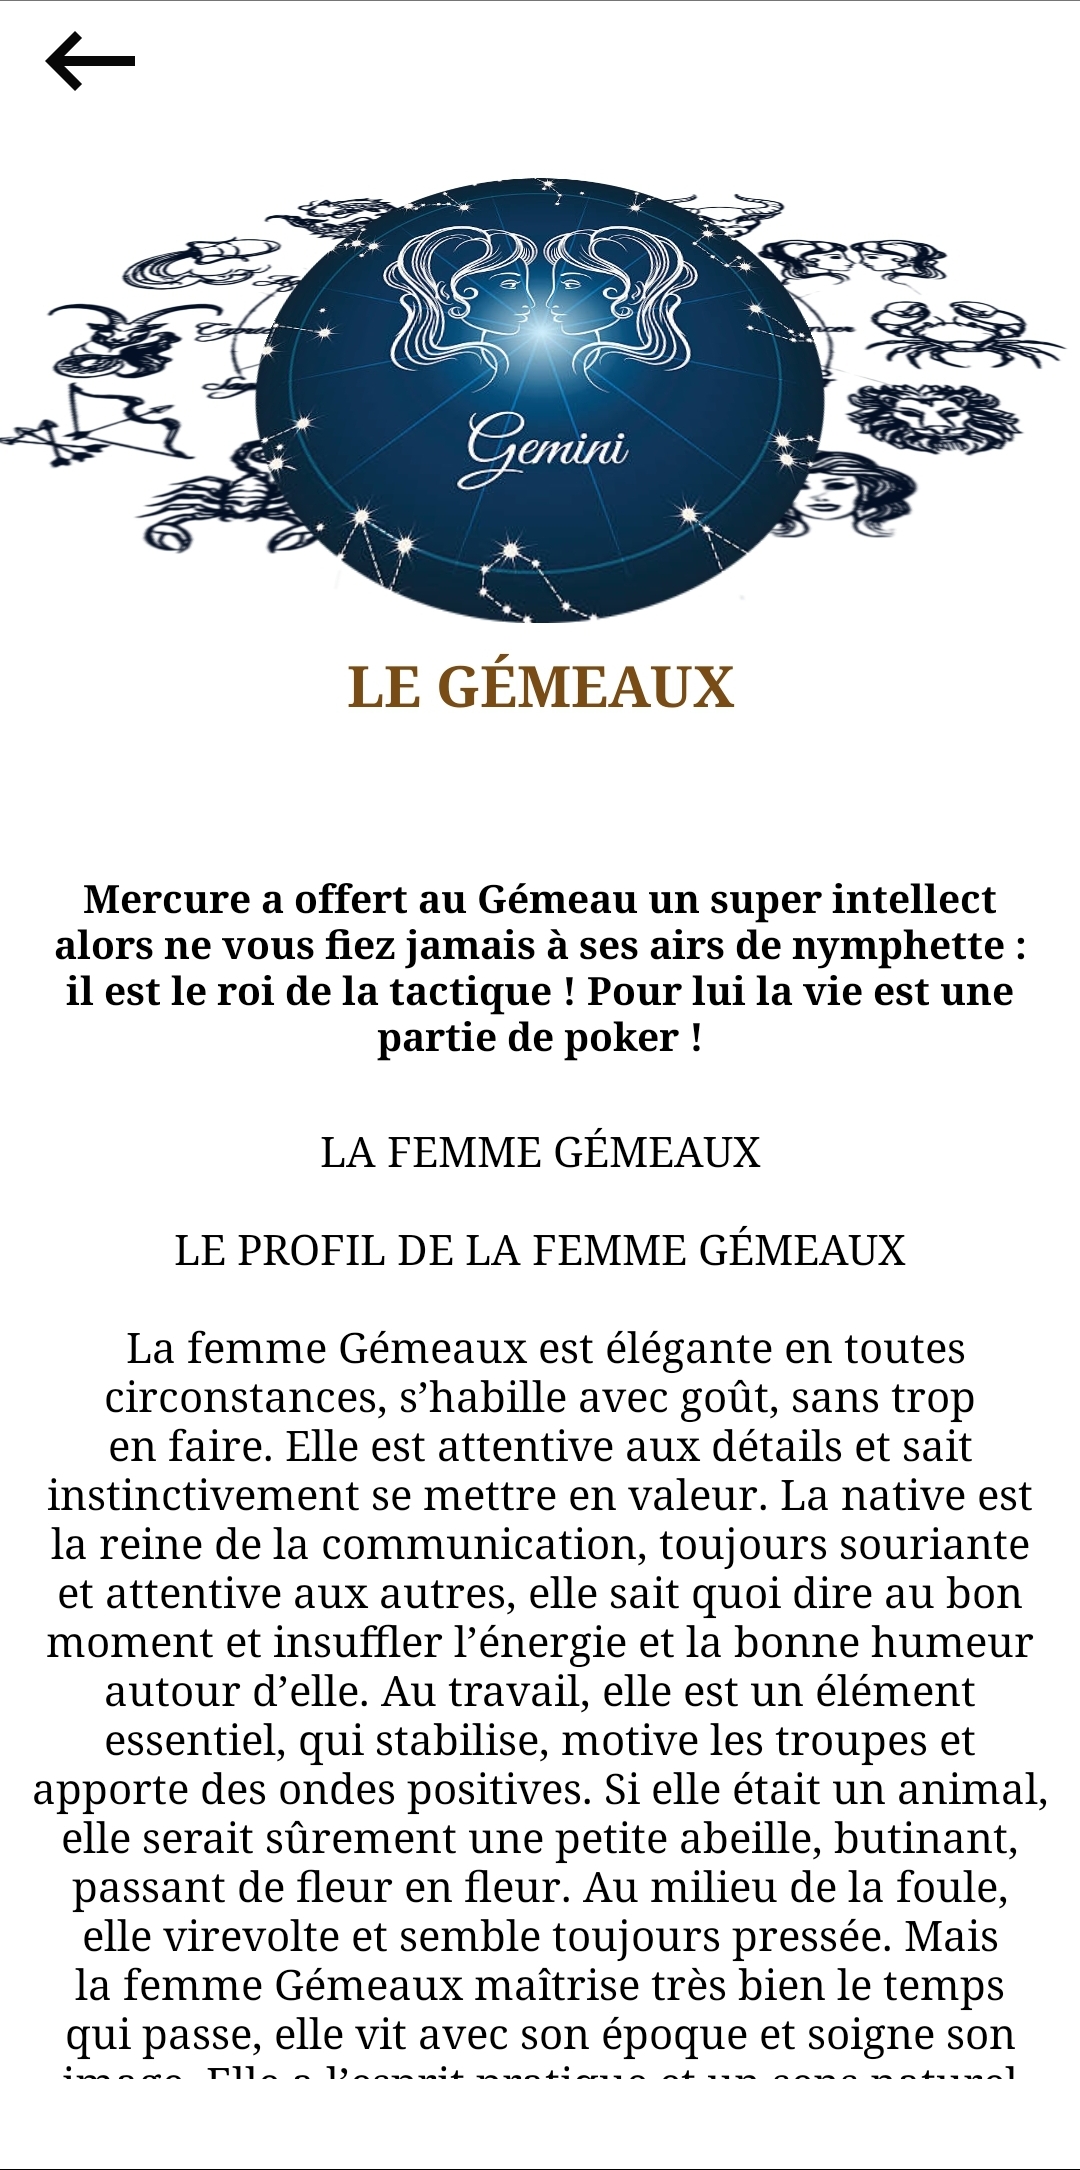 Gemini
LE GÉMEAUX
Mercure a offert au Gémeau un super intellect
alors ne vous fiez jamais à ses airs de nymphette :
il est le roi de la tactique ! Pour lui la vie est une
partie de poker !
LA FEMME GÉMEAUX
LE PROFIL DE LA FEMME GÉMEAUX
La femme Gémeaux est élégante en toutes
circonstances, s’habille avec goût, sans trop
en faire. Elle est attentive aux détails et sait
instinctivement se mettre en valeur. La native est
la reine de la communication, toujours souriante
et attentive aux autres, elle sait quoi dire au bon
moment et insuffler l’énergie et la bonne humeur
autour d’elle. Au travail, elle est un élément
essentiel, qui stabilise, motive les troupes et
apporte des ondes positives. Si elle était un animal,
elle serait sûrement une petite abeille, butinant,
passant de fleur en fleur. Au milieu de la foule,
elle virevolte et semble toujours pressée. Mais
la femme Gémeaux maîtrise très bien le temps
qui passe, elle vit avec son époque et soigne son
image. Elle a l’esprit pratique et un sens naturel